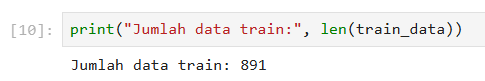 [10]: print("Jumlah data train:", len(train_data))
Jumlah data train: 891